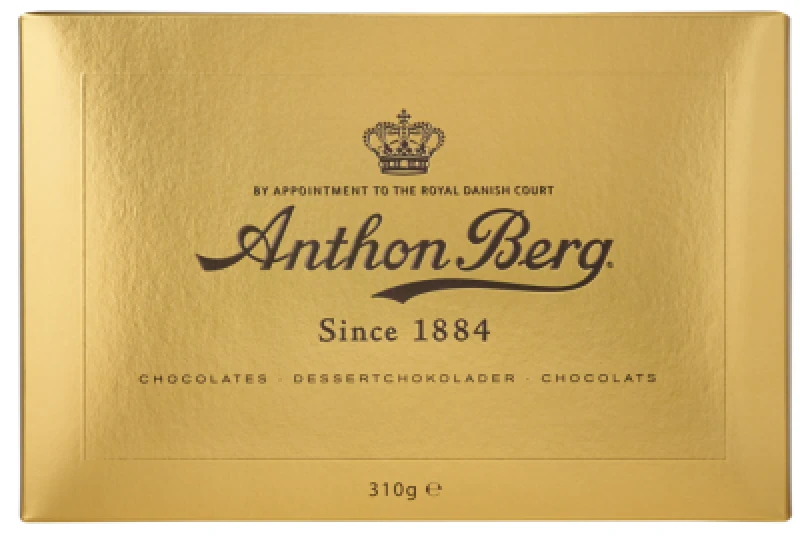 BY APPOINTMENT TO THE ROYAL DANISH COURT
Anthon Berg
Since 1884
CHOCOLATES · DESSERTCHOKOLADER · CHOCOLATS
310g ℮